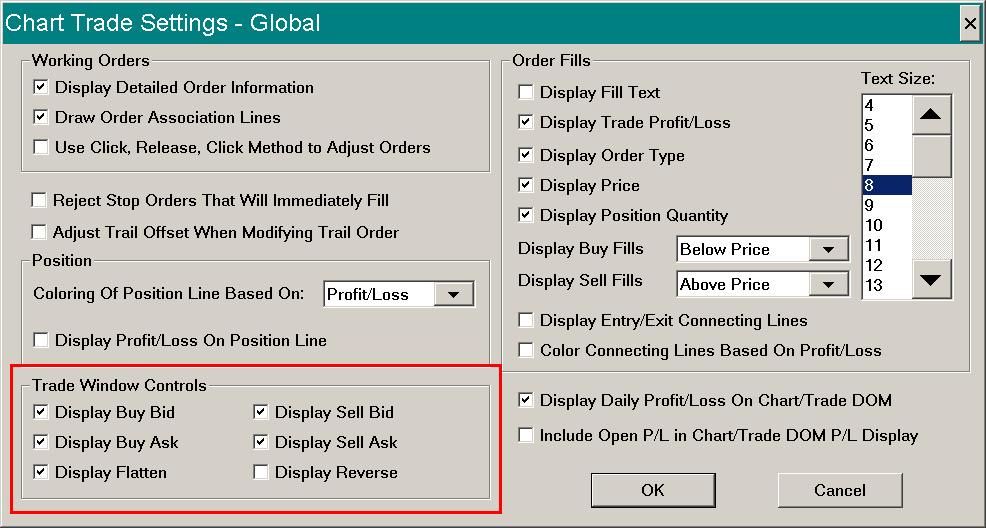 Chart Trade Settings - Global
Working Orders
Display Detailed Order Information
Draw Order Association Lines
Use Click, Release, Click Method to Adjust Orders
Reject Stop Orders That Will Immediately Fill
Adjust Trail Offset When Modifying Trail Order
Position
Coloring Of Position Line Based On: Profit/Loss
Display Profit/Loss On Position Line
Trade Window Controls
Display Buy Bid
Display Sell Bid
Display Buy Ask
Display Sell Ask
Display Flatten
Display Reverse
Order Fills
Display Fill Text
Display Trade Profit/Loss
Display Order Type
Display Price
Display Position Quantity
Display Buy Fills Below Price
Display Sell Fills Above Price
Display Entry/Exit Connecting Lines
Color Connecting Lines Based On Profit/Loss
Text Size:
4
5
6
7
8
9
10
11
12
13
Display Daily Profit/Loss On Chart/Trade DOM
Include Open P/L in Chart/Trade DOM P/L Display
OK
Cancel